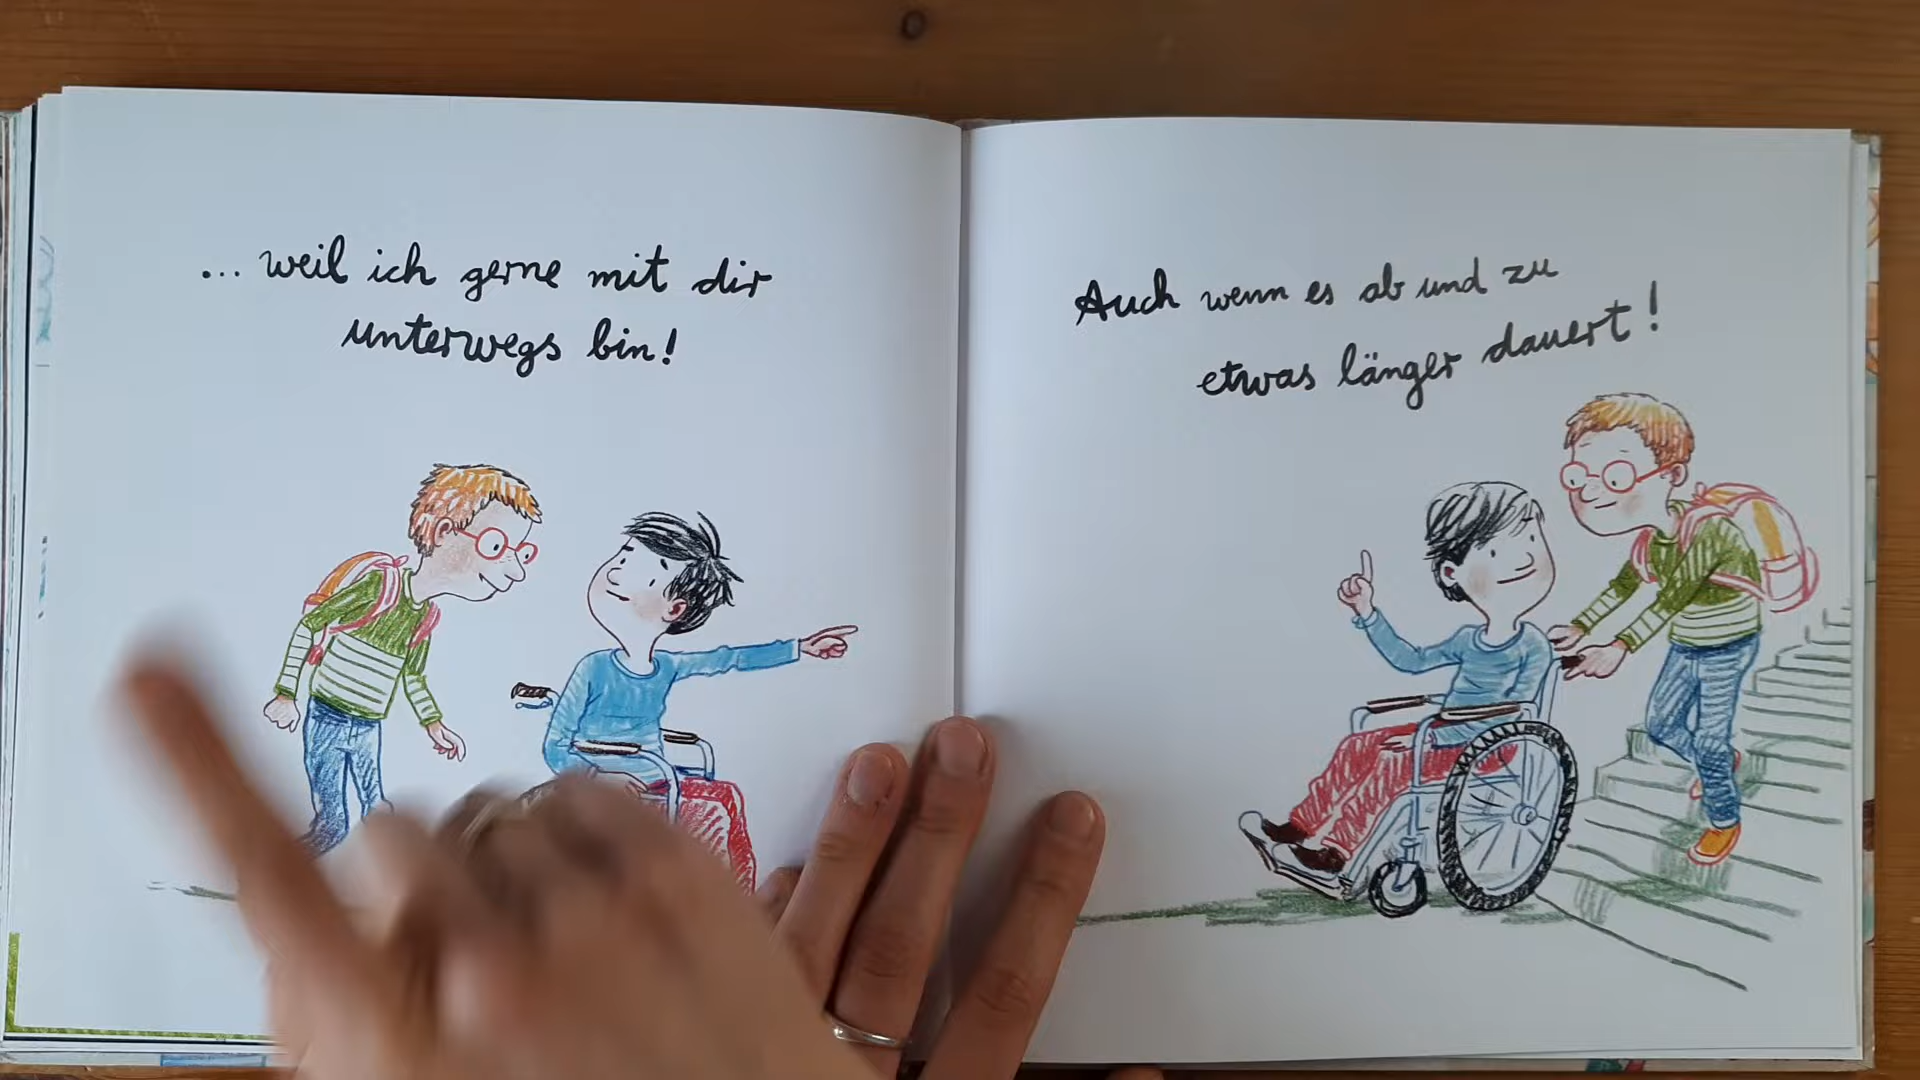 ... weil ich gerne mit dir
unterwegs bin!
Auch wenn es ab und zu
etwas länger dauert!